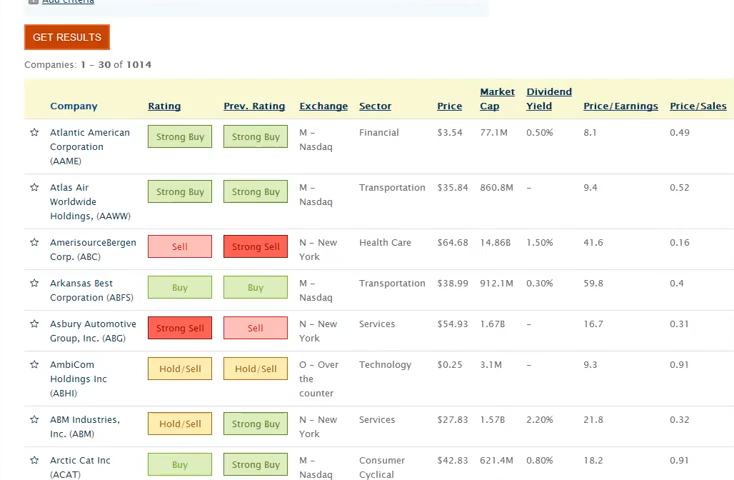 Add criteria
GET RESULTS
Companies: 1 – 30 of 1014
Company Rating Prev. Rating Exchange Sector Price Market Cap Dividend Yield Price/Earnings Price/Sales
Atlantic American Corporation (AAME) Strong Buy Strong Buy M – Nasdaq Financial $3.54 77.1M 0.50% 8.1 0.49
Atlas Air Worldwide Holdings, (AAWW) Strong Buy Strong Buy M – Nasdaq Transportation $35.84 860.8M – 9.4 0.52
AmerisourceBergen Corp. (ABC) Sell Strong Sell N – New York Health Care $64.68 14.86B 1.50% 41.6 0.16
Arkansas Best Corporation (ABFS) Buy Buy M – Nasdaq Transportation $38.99 912.1M 0.30% 59.8 0.4
Asbury Automotive Group, Inc. (ABG) Strong Sell Sell N – New York Services $54.93 1.67B – 16.7 0.31
AmbiCom Holdings Inc (ABHI) Hold/Sell Hold/Sell O – Over the counter Technology $0.25 3.1M – 9.3 0.91
ABM Industries, Inc. (ABM) Hold/Sell Strong Buy N – New York Services $27.83 1.57B 2.20% 21.8 0.32
Arctic Cat Inc (ACAT) Buy Strong Buy M – Nasdaq Consumer Cyclical $42.83 621.4M 0.80% 18.2 0.91